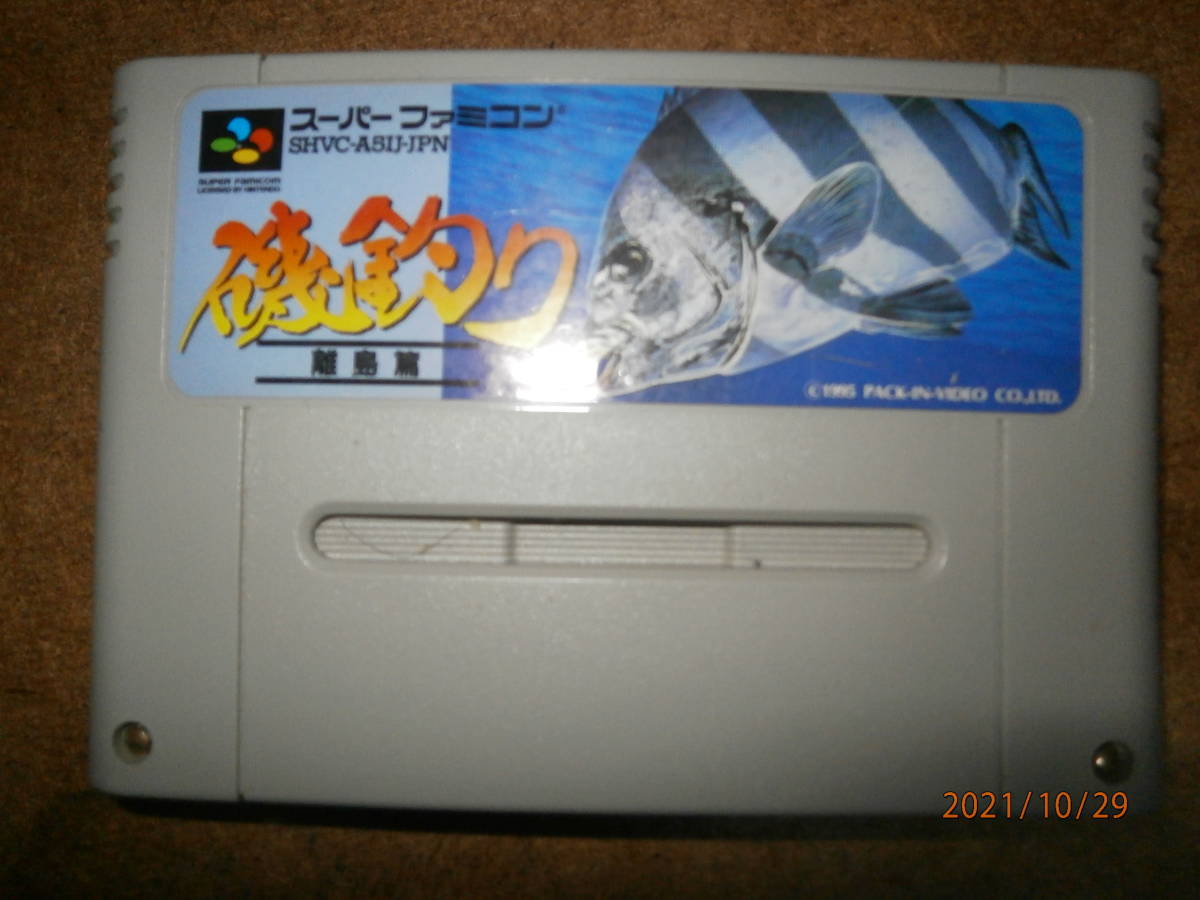 スーパーファミコン®
SHVC-A5IJ-JPN
SUPER FAMICOM
LICENSED BY NINTENDO
磯釣り
離島篇
©1995 PACK-IN-VIDEO CO.,LTD.
2021/10/29